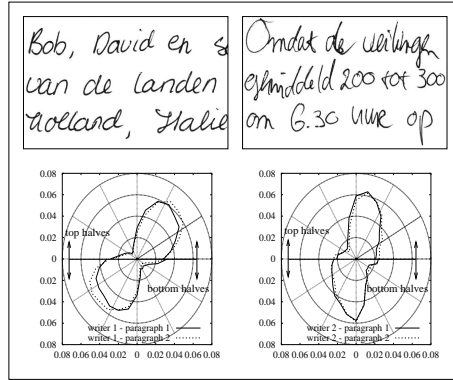 Bob, David en s
van de landen
Holland, Italie
Omdat de veilingen
gemiddeld 200 tot 300
om 6.30 uur op
0.08
0.06
0.04
0.02
0
0.02
0.04
0.06
0.08
top halves
bottom halves
writer 1 - paragraph 1
writer 1 - paragraph 2
0.08 0.06 0.04 0.02 0 0.02 0.04 0.06 0.08
0.08
0.06
0.04
0.02
0
0.02
0.04
0.06
0.08
top halves
bottom halves
writer 2 - paragraph 1
writer 2 - paragraph 2
0.08 0.06 0.04 0.02 0 0.02 0.04 0.06 0.08